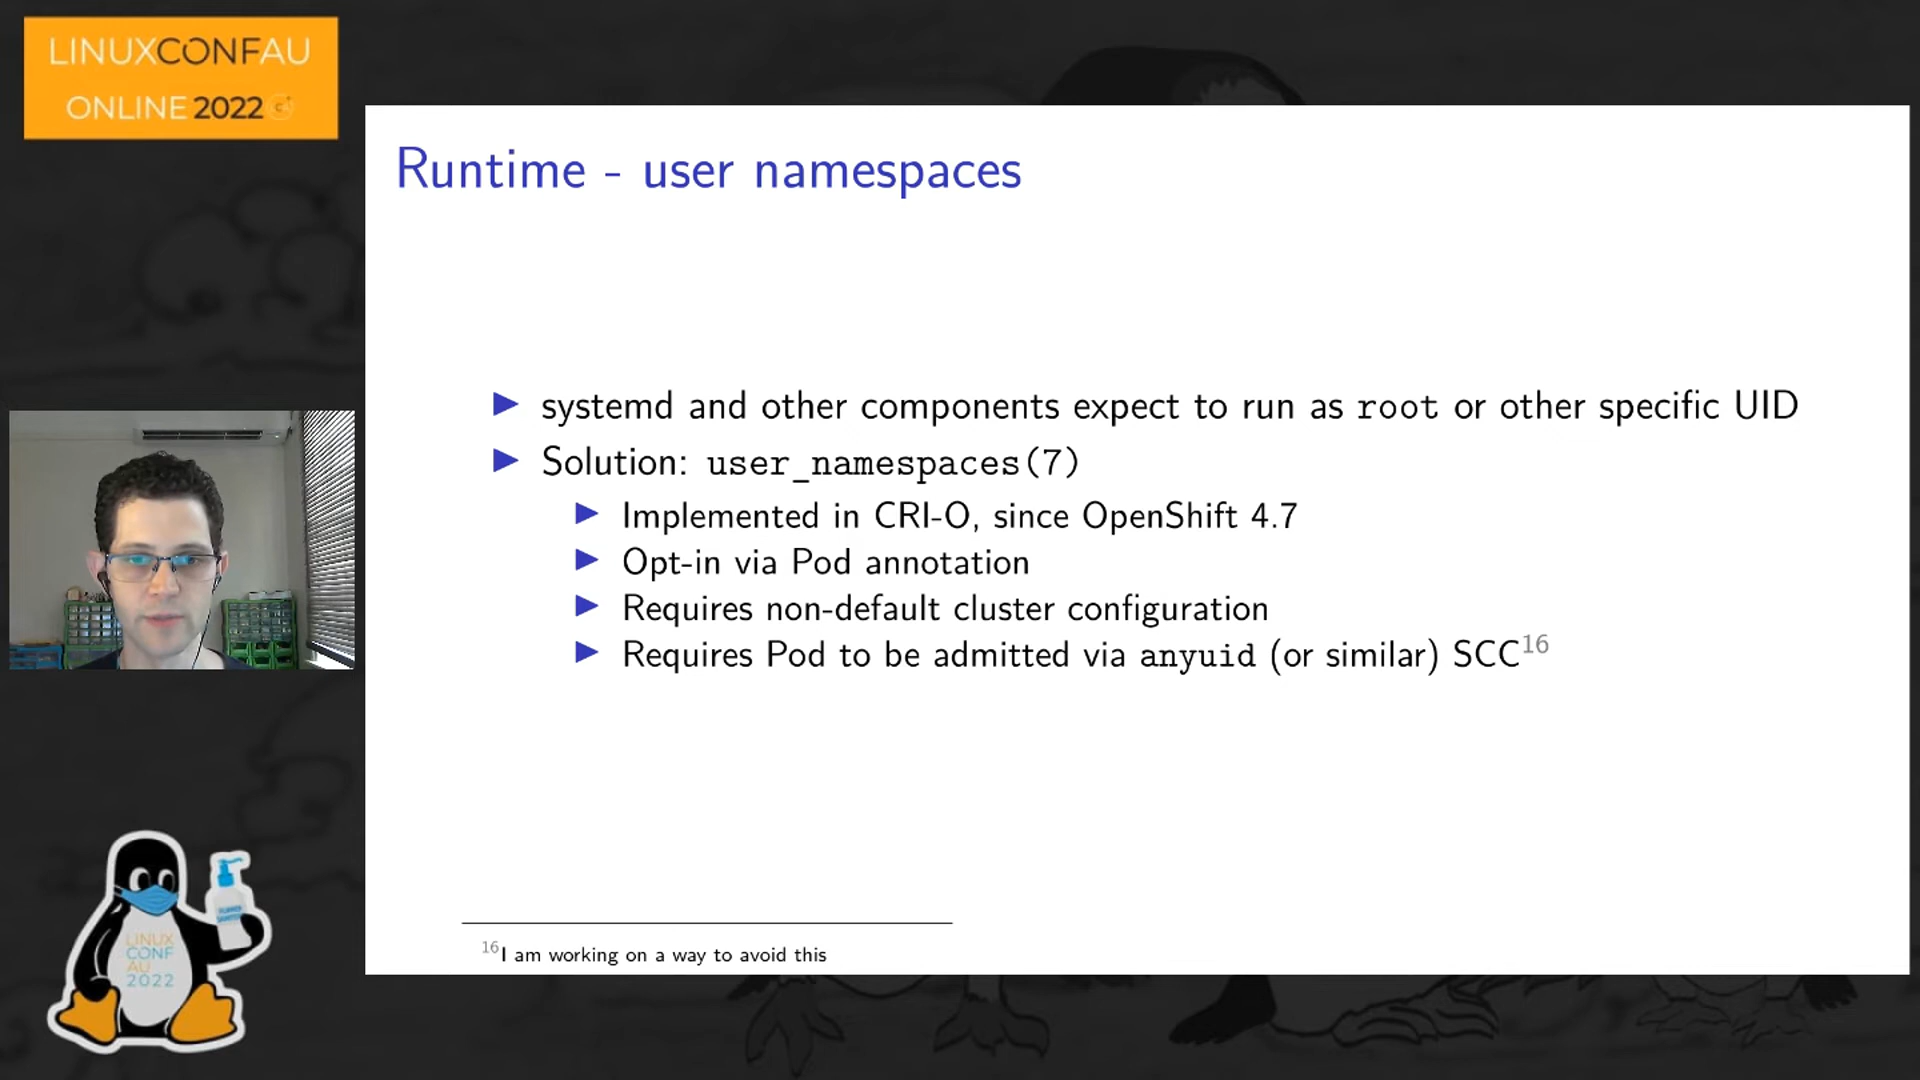 LINUXCONFAU
ONLINE 2022
Runtime - user namespaces
systemd and other components expect to run as root or other specific UID
Solution: user_namespaces(7)
Implemented in CRI-O, since OpenShift 4.7
Opt-in via Pod annotation
Requires non-default cluster configuration
Requires Pod to be admitted via anyuid (or similar) SCC16
16I am working on a way to avoid this
LINUX
CONF
AU
2022